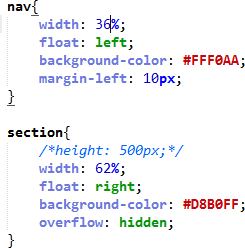 nav{
width: 36%;
float: left;
background-color: #FFF0AA;
margin-left: 10px;
}
section{
/*height: 500px;*/
width: 62%;
float: right;
background-color: #D8B0FF;
overflow: hidden;
}